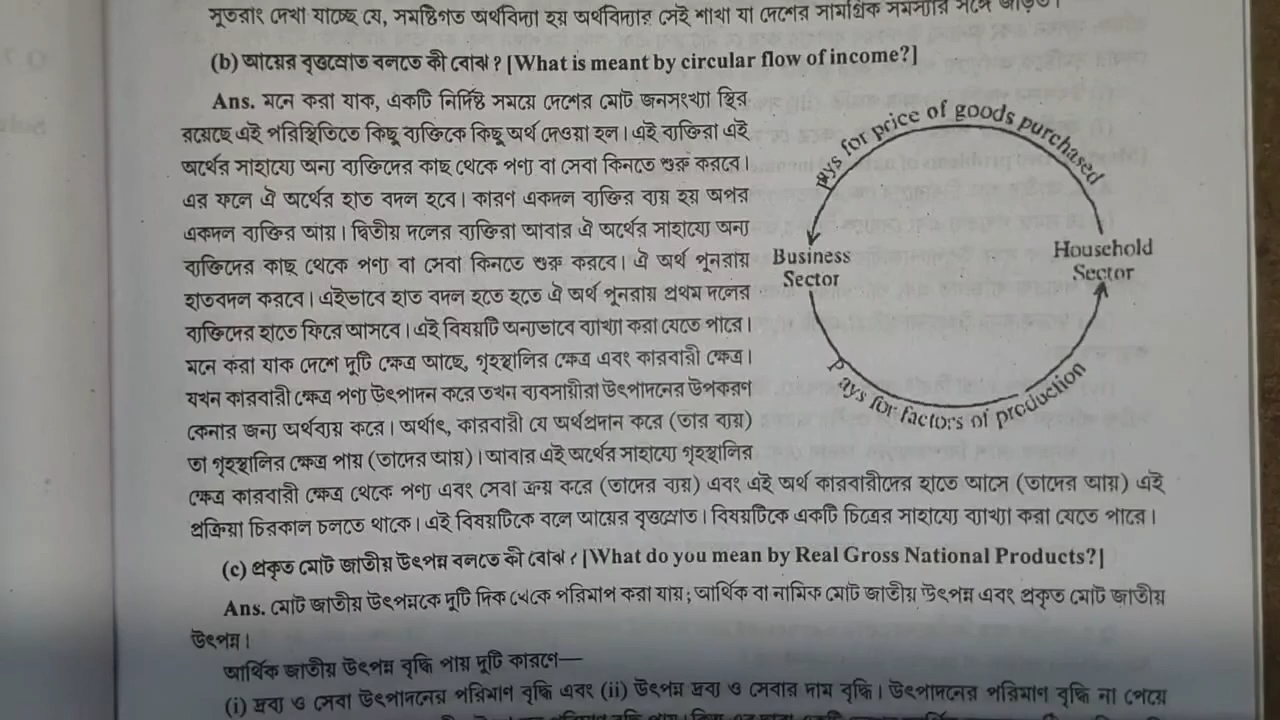 সুতরাং দেখা যাচ্ছে যে, সমষ্টিগত অর্থবিদ্যা হয় অর্থবিদ্যার সেই শাখা যা দেশের সামগ্রিক সমস্যার সঙ্গে জড়িত।
(b) আয়ের বৃত্তস্রোত বলতে কী বোঝ? [What is meant by circular flow of income?]
Ans. মনে করা যাক, একটি নির্দিষ্ট সময়ে দেশের মোট জনসংখ্যা স্থির
রয়েছে এই পরিস্থিতিতে কিছু ব্যক্তিকে কিছু অর্থ দেওয়া হল। এই ব্যক্তিরা এই
অর্থের সাহায্যে অন্য ব্যক্তিদের কাছ থেকে পণ্য বা সেবা কিনতে শুরু করবে।
এর ফলে ঐ অর্থের হাত বদল হবে। কারণ একদল ব্যক্তির ব্যয় হয় অপর
একদল ব্যক্তির আয়। দ্বিতীয় দলের ব্যক্তিরা আবার ঐ অর্থের সাহায্যে অন্য
ব্যক্তিদের কাছ থেকে পণ্য বা সেবা কিনতে শুরু করবে। ঐ অর্থ পুনরায়
হাতবদল করবে। এইভাবে হাত বদল হতে হতে ঐ অর্থ পুনরায় প্রথম দলের
ব্যক্তিদের হাতে ফিরে আসবে। এই বিষয়টি অন্যভাবে ব্যাখ্যা করা যেতে পারে।
মনে করা যাক দেশে দুটি ক্ষেত্র আছে, গৃহস্থালির ক্ষেত্র এবং কারবারী ক্ষেত্র।
যখন কারবারী ক্ষেত্র পণ্য উৎপাদন করে তখন ব্যবসায়ীরা উৎপাদনের উপকরণ
কেনার জন্য অর্থব্যয় করে। অর্থাৎ, কারবারী যে অর্থপ্রদান করে (তার ব্যয়)
তা গৃহস্থালির ক্ষেত্র পায় (তাদের আয়)। আবার এই অর্থের সাহায্যে গৃহস্থালির
ক্ষেত্র কারবারী ক্ষেত্র থেকে পণ্য এবং সেবা ক্রয় করে (তাদের ব্যয়) এবং এই অর্থ কারবারীদের হাতে আসে (তাদের আয়) এই
প্রক্রিয়া চিরকাল চলতে থাকে। এই বিষয়টিকে বলে আয়ের বৃত্তস্রোত। বিষয়টিকে একটি চিত্রের সাহায্যে ব্যাখ্যা করা যেতে পারে।
Pays for price of goods purchased
Business
Sector
Household
Sector
Pays for factors of production
(c) প্রকৃত মোট জাতীয় উৎপন্ন বলতে কী বোঝ? [What do you mean by Real Gross National Products?]
Ans. মোট জাতীয় উৎপন্নকে দুটি দিক থেকে পরিমাপ করা যায়; আর্থিক বা নামিক মোট জাতীয় উৎপন্ন এবং প্রকৃত মোট জাতীয়
উৎপন্ন।
আর্থিক জাতীয় উৎপন্ন বৃদ্ধি পায় দুটি কারণে—
(i) দ্রব্য ও সেবা উৎপাদনের পরিমাণ বৃদ্ধি এবং (ii) উৎপন্ন দ্রব্য ও সেবার দাম বৃদ্ধি। উৎপাদনের পরিমাণ বৃদ্ধি না পেয়ে